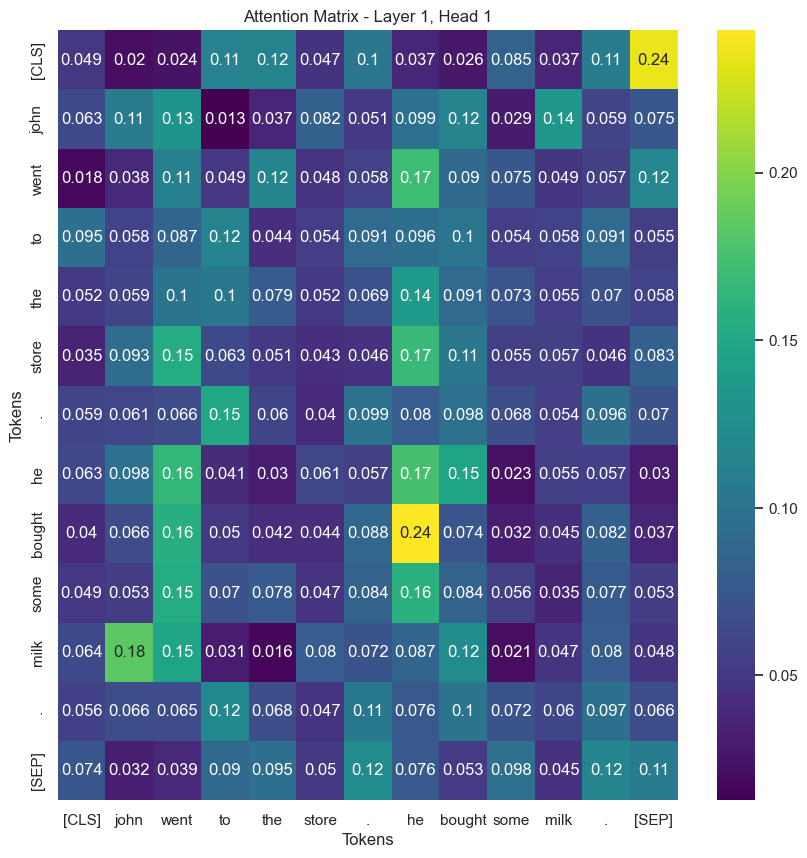 Attention Matrix - Layer 1, Head 1
[CLS] 0.049 0.02 0.024 0.11 0.12 0.047 0.1 0.037 0.026 0.085 0.037 0.11 0.24
john 0.063 0.11 0.13 0.013 0.037 0.082 0.051 0.099 0.12 0.029 0.14 0.059 0.075
went 0.018 0.038 0.11 0.049 0.12 0.048 0.058 0.17 0.09 0.075 0.049 0.057 0.12
to 0.095 0.058 0.087 0.12 0.044 0.054 0.091 0.096 0.1 0.054 0.058 0.091 0.055
the 0.052 0.059 0.1 0.1 0.079 0.052 0.069 0.14 0.091 0.073 0.055 0.07 0.058
store 0.035 0.093 0.15 0.063 0.051 0.043 0.046 0.17 0.11 0.055 0.057 0.046 0.083
. 0.059 0.061 0.066 0.15 0.06 0.04 0.099 0.08 0.098 0.068 0.054 0.096 0.07
he 0.063 0.098 0.16 0.041 0.03 0.061 0.057 0.17 0.15 0.023 0.055 0.057 0.03
bought 0.04 0.066 0.16 0.05 0.042 0.044 0.088 0.24 0.074 0.032 0.045 0.082 0.037
some 0.049 0.053 0.15 0.07 0.078 0.047 0.084 0.16 0.084 0.056 0.035 0.077 0.053
milk 0.064 0.18 0.15 0.031 0.016 0.08 0.072 0.087 0.12 0.021 0.047 0.08 0.048
. 0.056 0.066 0.065 0.12 0.068 0.047 0.11 0.076 0.1 0.072 0.06 0.097 0.066
[SEP] 0.074 0.032 0.039 0.09 0.095 0.05 0.12 0.076 0.053 0.098 0.045 0.12 0.11
[CLS] john went to the store . he bought some milk . [SEP]
Tokens
Tokens
0.20
0.15
0.10
0.05